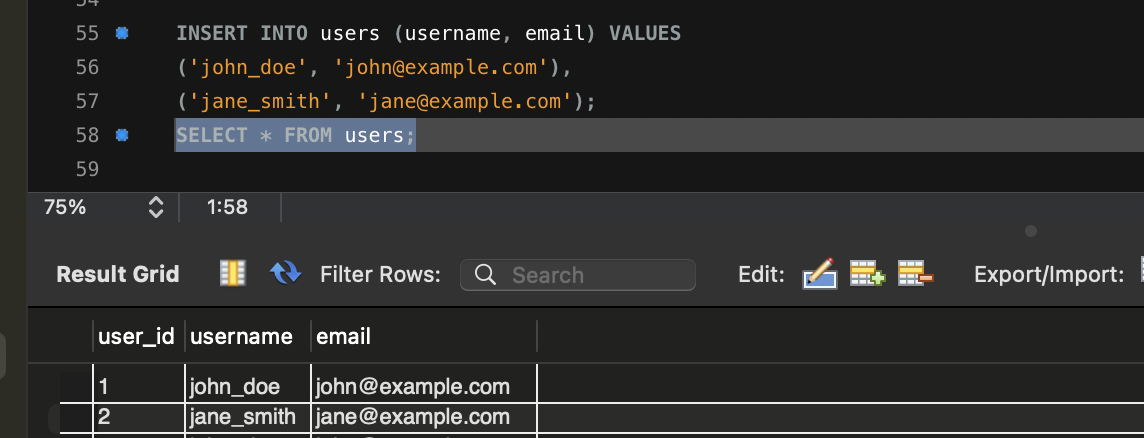 54
55 INSERT INTO users (username, email) VALUES
56 ('john_doe', 'john@example.com'),
57 ('jane_smith', 'jane@example.com');
58 SELECT * FROM users;
59
75% 1:58
Result Grid Filter Rows: Search Edit: Export/Import:
user_id username email
1 john_doe john@example.com
2 jane_smith jane@example.com